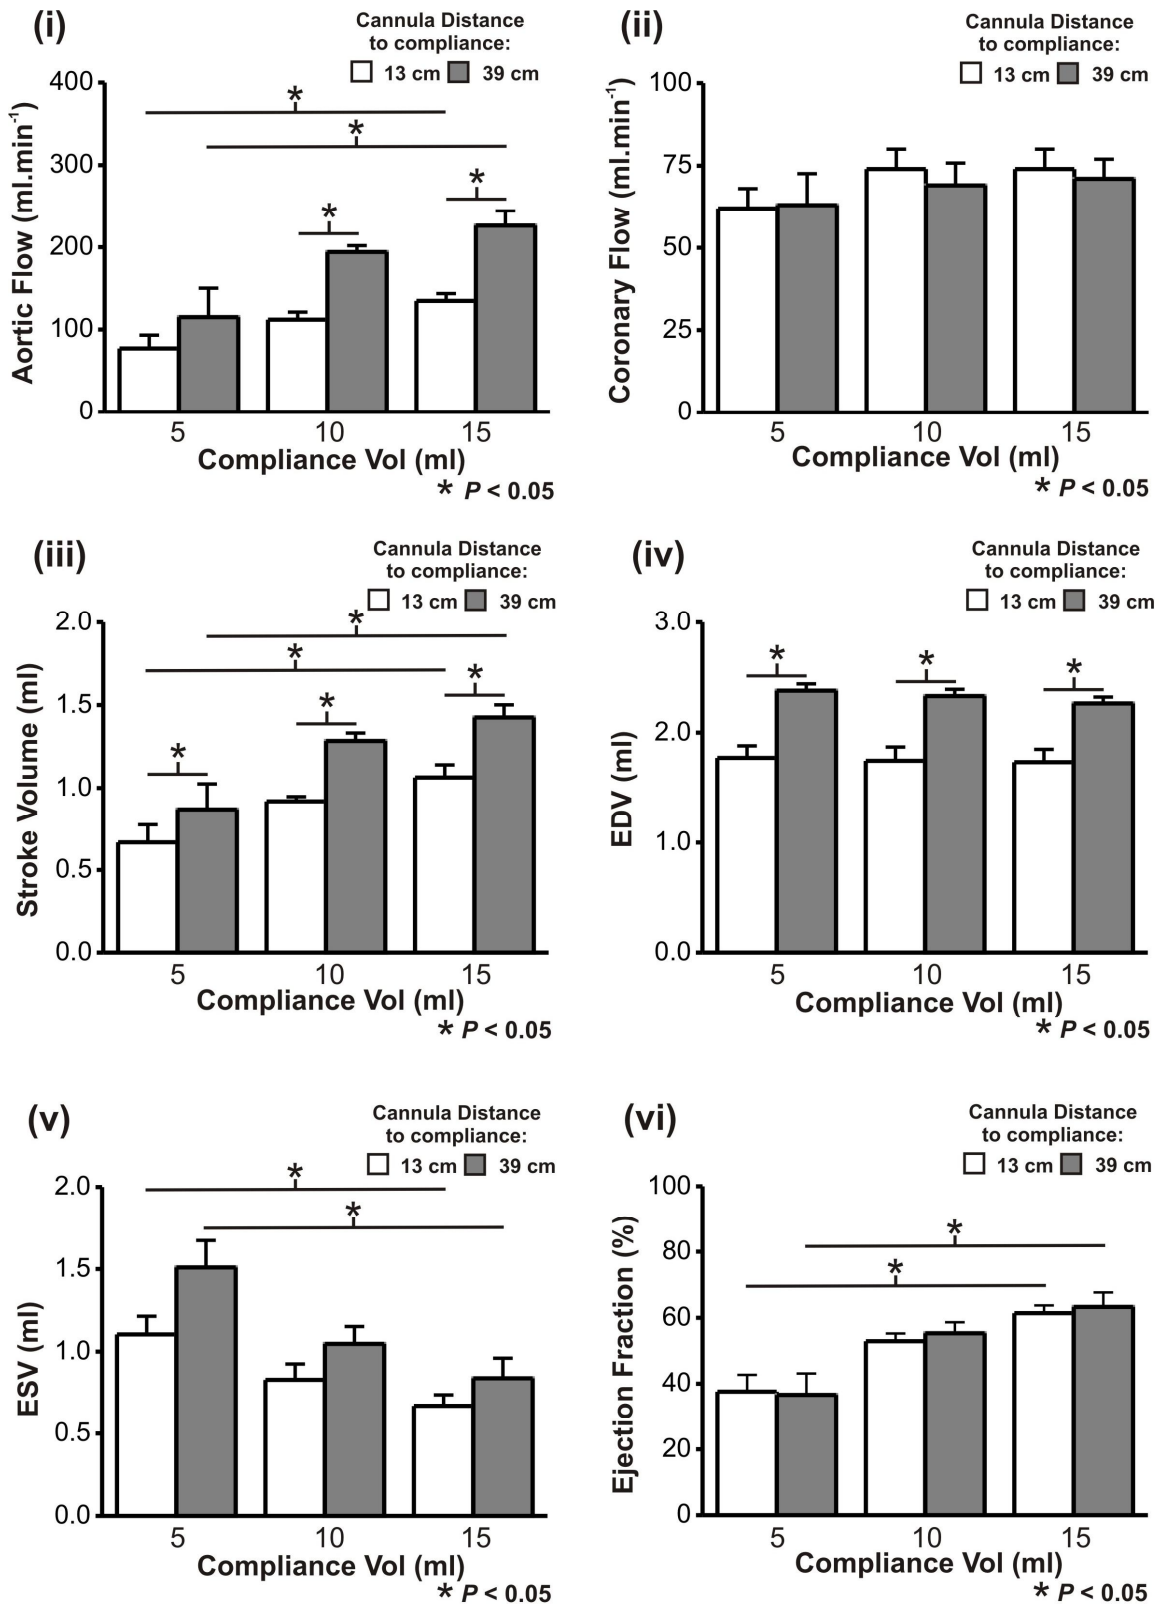 (i)
Cannula Distance
to compliance:
13 cm 39 cm
Aortic Flow (ml.min-1)
400
300
200
100
0
*
*
*
*
5 10 15
Compliance Vol (ml)
* P < 0.05
(ii)
Cannula Distance
to compliance:
13 cm 39 cm
Coronary Flow (ml.min-1)
100
75
50
25
0
5 10 15
Compliance Vol (ml)
* P < 0.05
(iii)
Cannula Distance
to compliance:
13 cm 39 cm
Stroke Volume (ml)
2.0
1.5
1.0
0.5
0.0
*
*
*
*
*
5 10 15
Compliance Vol (ml)
* P < 0.05
(iv)
Cannula Distance
to compliance:
13 cm 39 cm
EDV (ml)
3.0
2.0
1.0
0.0
*
*
*
5 10 15
Compliance Vol (ml)
* P < 0.05
(v)
Cannula Distance
to compliance:
13 cm 39 cm
ESV (ml)
2.0
1.5
1.0
0.5
0.0
*
*
5 10 15
Compliance Vol (ml)
* P < 0.05
(vi)
Cannula Distance
to compliance:
13 cm 39 cm
Ejection Fraction (%)
100
80
60
40
20
0
*
*
5 10 15
Compliance Vol (ml)
* P < 0.05